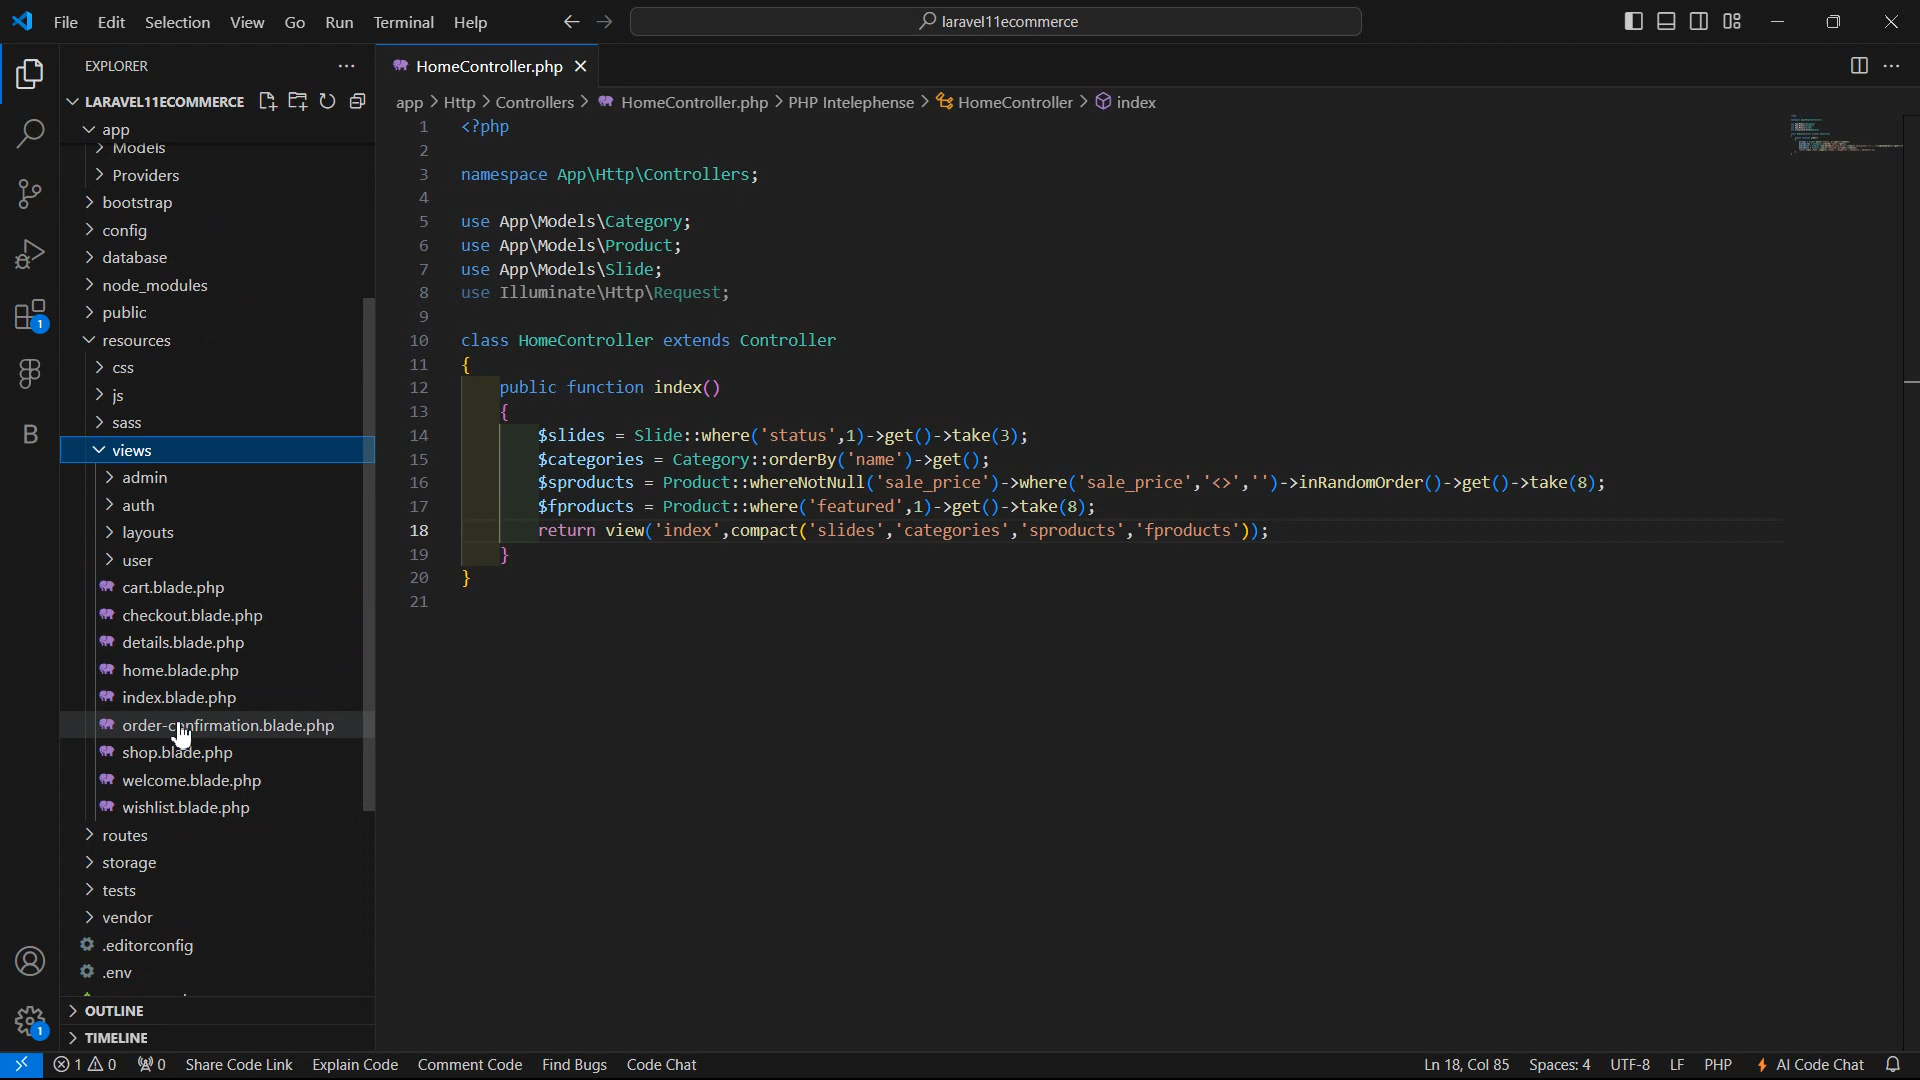 File Edit Selection View Go Run Terminal Help
laravel11ecommerce
EXPLORER
LARAVEL11ECOMMERCE
app
Models
Providers
bootstrap
config
database
node_modules
public
resources
css
js
sass
views
admin
auth
layouts
user
cart.blade.php
checkout.blade.php
details.blade.php
home.blade.php
index.blade.php
order-confirmation.blade.php
shop.blade.php
welcome.blade.php
wishlist.blade.php
routes
storage
tests
vendor
.editorconfig
.env
OUTLINE
TIMELINE
1
B
1
HomeController.php
app > Http > Controllers > HomeController.php > PHP Intelephense > HomeController > index
1 <?php
2
3 namespace App\Http\Controllers;
4
5 use App\Models\Category;
6 use App\Models\Product;
7 use App\Models\Slide;
8 use Illuminate\Http\Request;
9
10 class HomeController extends Controller
11 {
12 public function index()
13 {
14 $slides = Slide::where('status',1)->get()->take(3);
15 $categories = Category::orderBy('name')->get();
16 $sproducts = Product::whereNotNull('sale_price')->where('sale_price','<>','')->inRandomOrder()->get()->take(8);
17 $fproducts = Product::where('featured',1)->get()->take(8);
18 return view('index',compact('slides','categories','sproducts','fproducts'));
19 }
20 }
21
1 0 0 Share Code Link Explain Code Comment Code Find Bugs Code Chat Ln 18, Col 85 Spaces: 4 UTF-8 LF PHP AI Code Chat